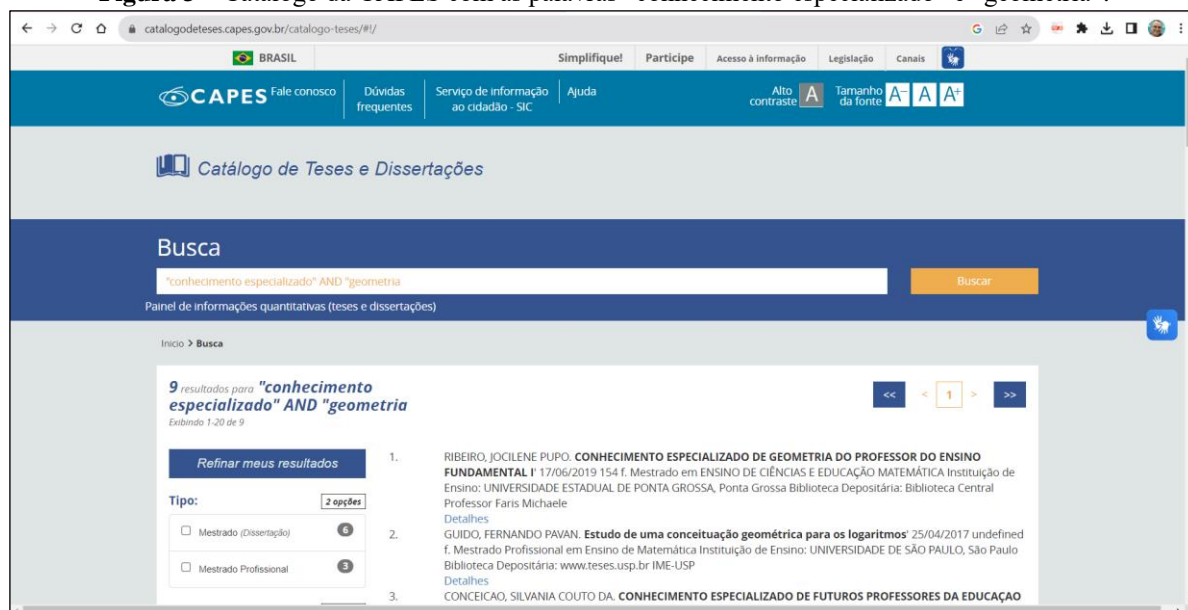 Catálogo da CAPES com as palavras "conhecimento especializado" e "geometria".
catalogodeteses.capes.gov.br/catalogo-teses/#!/
BRASIL Simplifique! Participe Acesso à informação Legislação Canais
CAPES Fale conosco Dúvidas frequentes Serviço de informação ao cidadão - SIC Ajuda Alto contraste A Tamanho da fonte A- A A+
Catálogo de Teses e Dissertações
Busca
"conhecimento especializado" AND "geometria Buscar
Painel de informações quantitativas (teses e dissertações)
Inicio > Busca
9 resultados para "conhecimento
especializado" AND "geometria
Exibindo 1-20 de 9
<< < 1 > >>
Refinar meus resultados
Tipo: 2 opções
Mestrado (Dissertação) 6
Mestrado Profissional 3
1. RIBEIRO, JOCILENE PUPO. CONHECIMENTO ESPECIALIZADO DE GEOMETRIA DO PROFESSOR DO ENSINO
FUNDAMENTAL I' 17/06/2019 154 f. Mestrado em ENSINO DE CIÊNCIAS E EDUCAÇÃO MATEMÁTICA Instituição de
Ensino: UNIVERSIDADE ESTADUAL DE PONTA GROSSA, Ponta Grossa Biblioteca Depositária: Biblioteca Central
Professor Faris Michaele
Detalhes
2. GUIDO, FERNANDO PAVAN. Estudo de uma conceituação geométrica para os logaritmos' 25/04/2017 undefined
f. Mestrado Profissional em Ensino de Matemática Instituição de Ensino: UNIVERSIDADE DE SÃO PAULO, São Paulo
Biblioteca Depositária: www.teses.usp.br IME-USP
Detalhes
3. CONCEICAO, SILVANIA COUTO DA. CONHECIMENTO ESPECIALIZADO DE FUTUROS PROFESSORES DA EDUCAÇAO